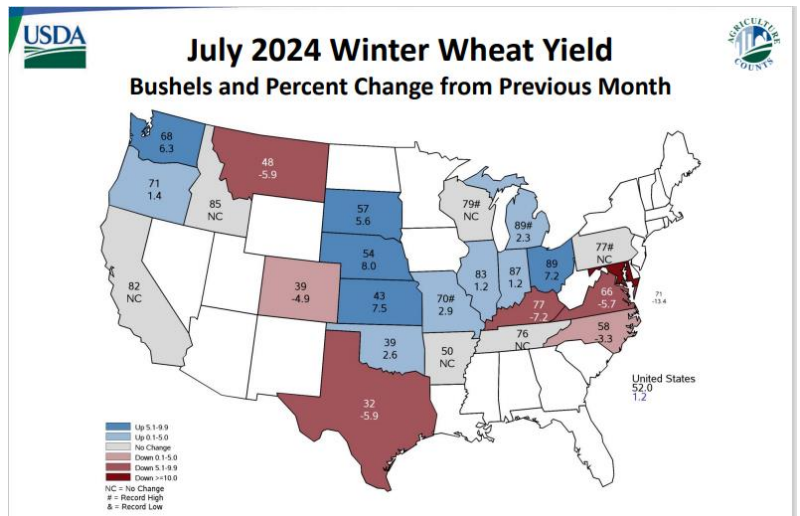 USDA
July 2024 Winter Wheat Yield
Bushels and Percent Change from Previous Month
AGRICULTURE
COUNTS
68
6.3
48
-5.9
71
1.4
85
NC
57
5.6
79#
NC
89#
2.3
54
8.0
77#
NC
82
NC
39
-4.9
43
7.5
70#
2.9
83
1.2
87
1.2
89
7.2
66
-5.7
71
-13.4
77
-7.2
39
2.6
50
NC
76
NC
58
-3.3
32
-5.9
United States
52.0
1.2
Up 5.1-9.9
Up 0.1-5.0
No Change
Down 0.1-5.0
Down 5.1-9.9
Down >=10.0
NC = No Change
# = Record High
& = Record Low